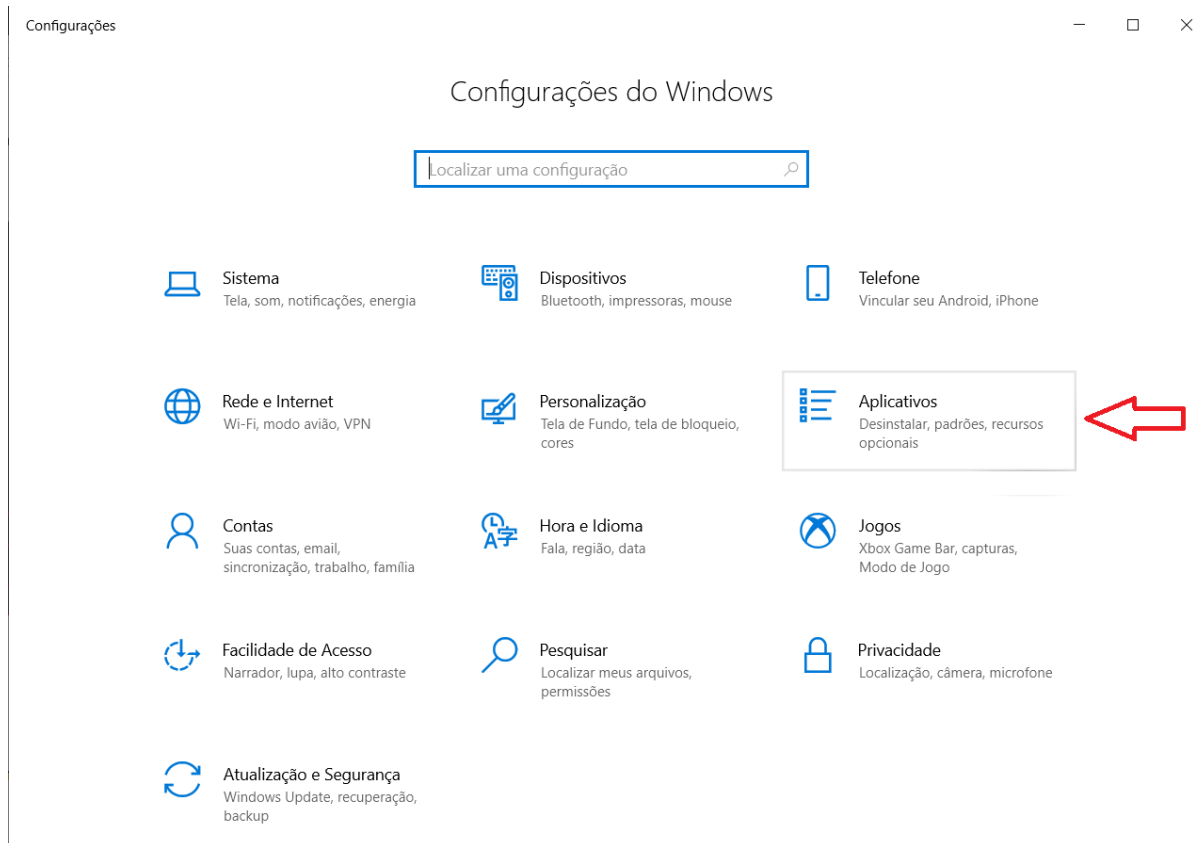 Configurações
Configurações do Windows
Localizar uma configuração
Sistema
Tela, som, notificações, energia
Dispositivos
Bluetooth, impressoras, mouse
Telefone
Vincular seu Android, iPhone
Rede e Internet
Wi-Fi, modo avião, VPN
Personalização
Tela de Fundo, tela de bloqueio,
cores
Aplicativos
Desinstalar, padrões, recursos
opcionais
Contas
Suas contas, email,
sincronização, trabalho, família
Hora e Idioma
Fala, região, data
Jogos
Xbox Game Bar, capturas,
Modo de Jogo
Facilidade de Acesso
Narrador, lupa, alto contraste
Pesquisar
Localizar meus arquivos,
permissões
Privacidade
Localização, câmera, microfone
Atualização e Segurança
Windows Update, recuperação,
backup